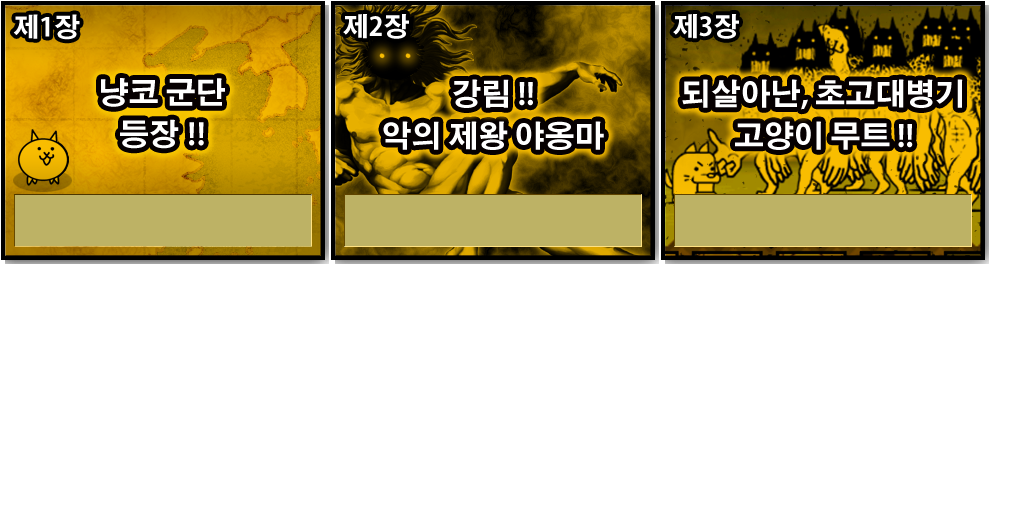 제1장
냥코 군단
등장 !!
제2장
강림 !!
악의 제왕 야옹마
제3장
되살아난, 초고대병기
고양이 무트 !!